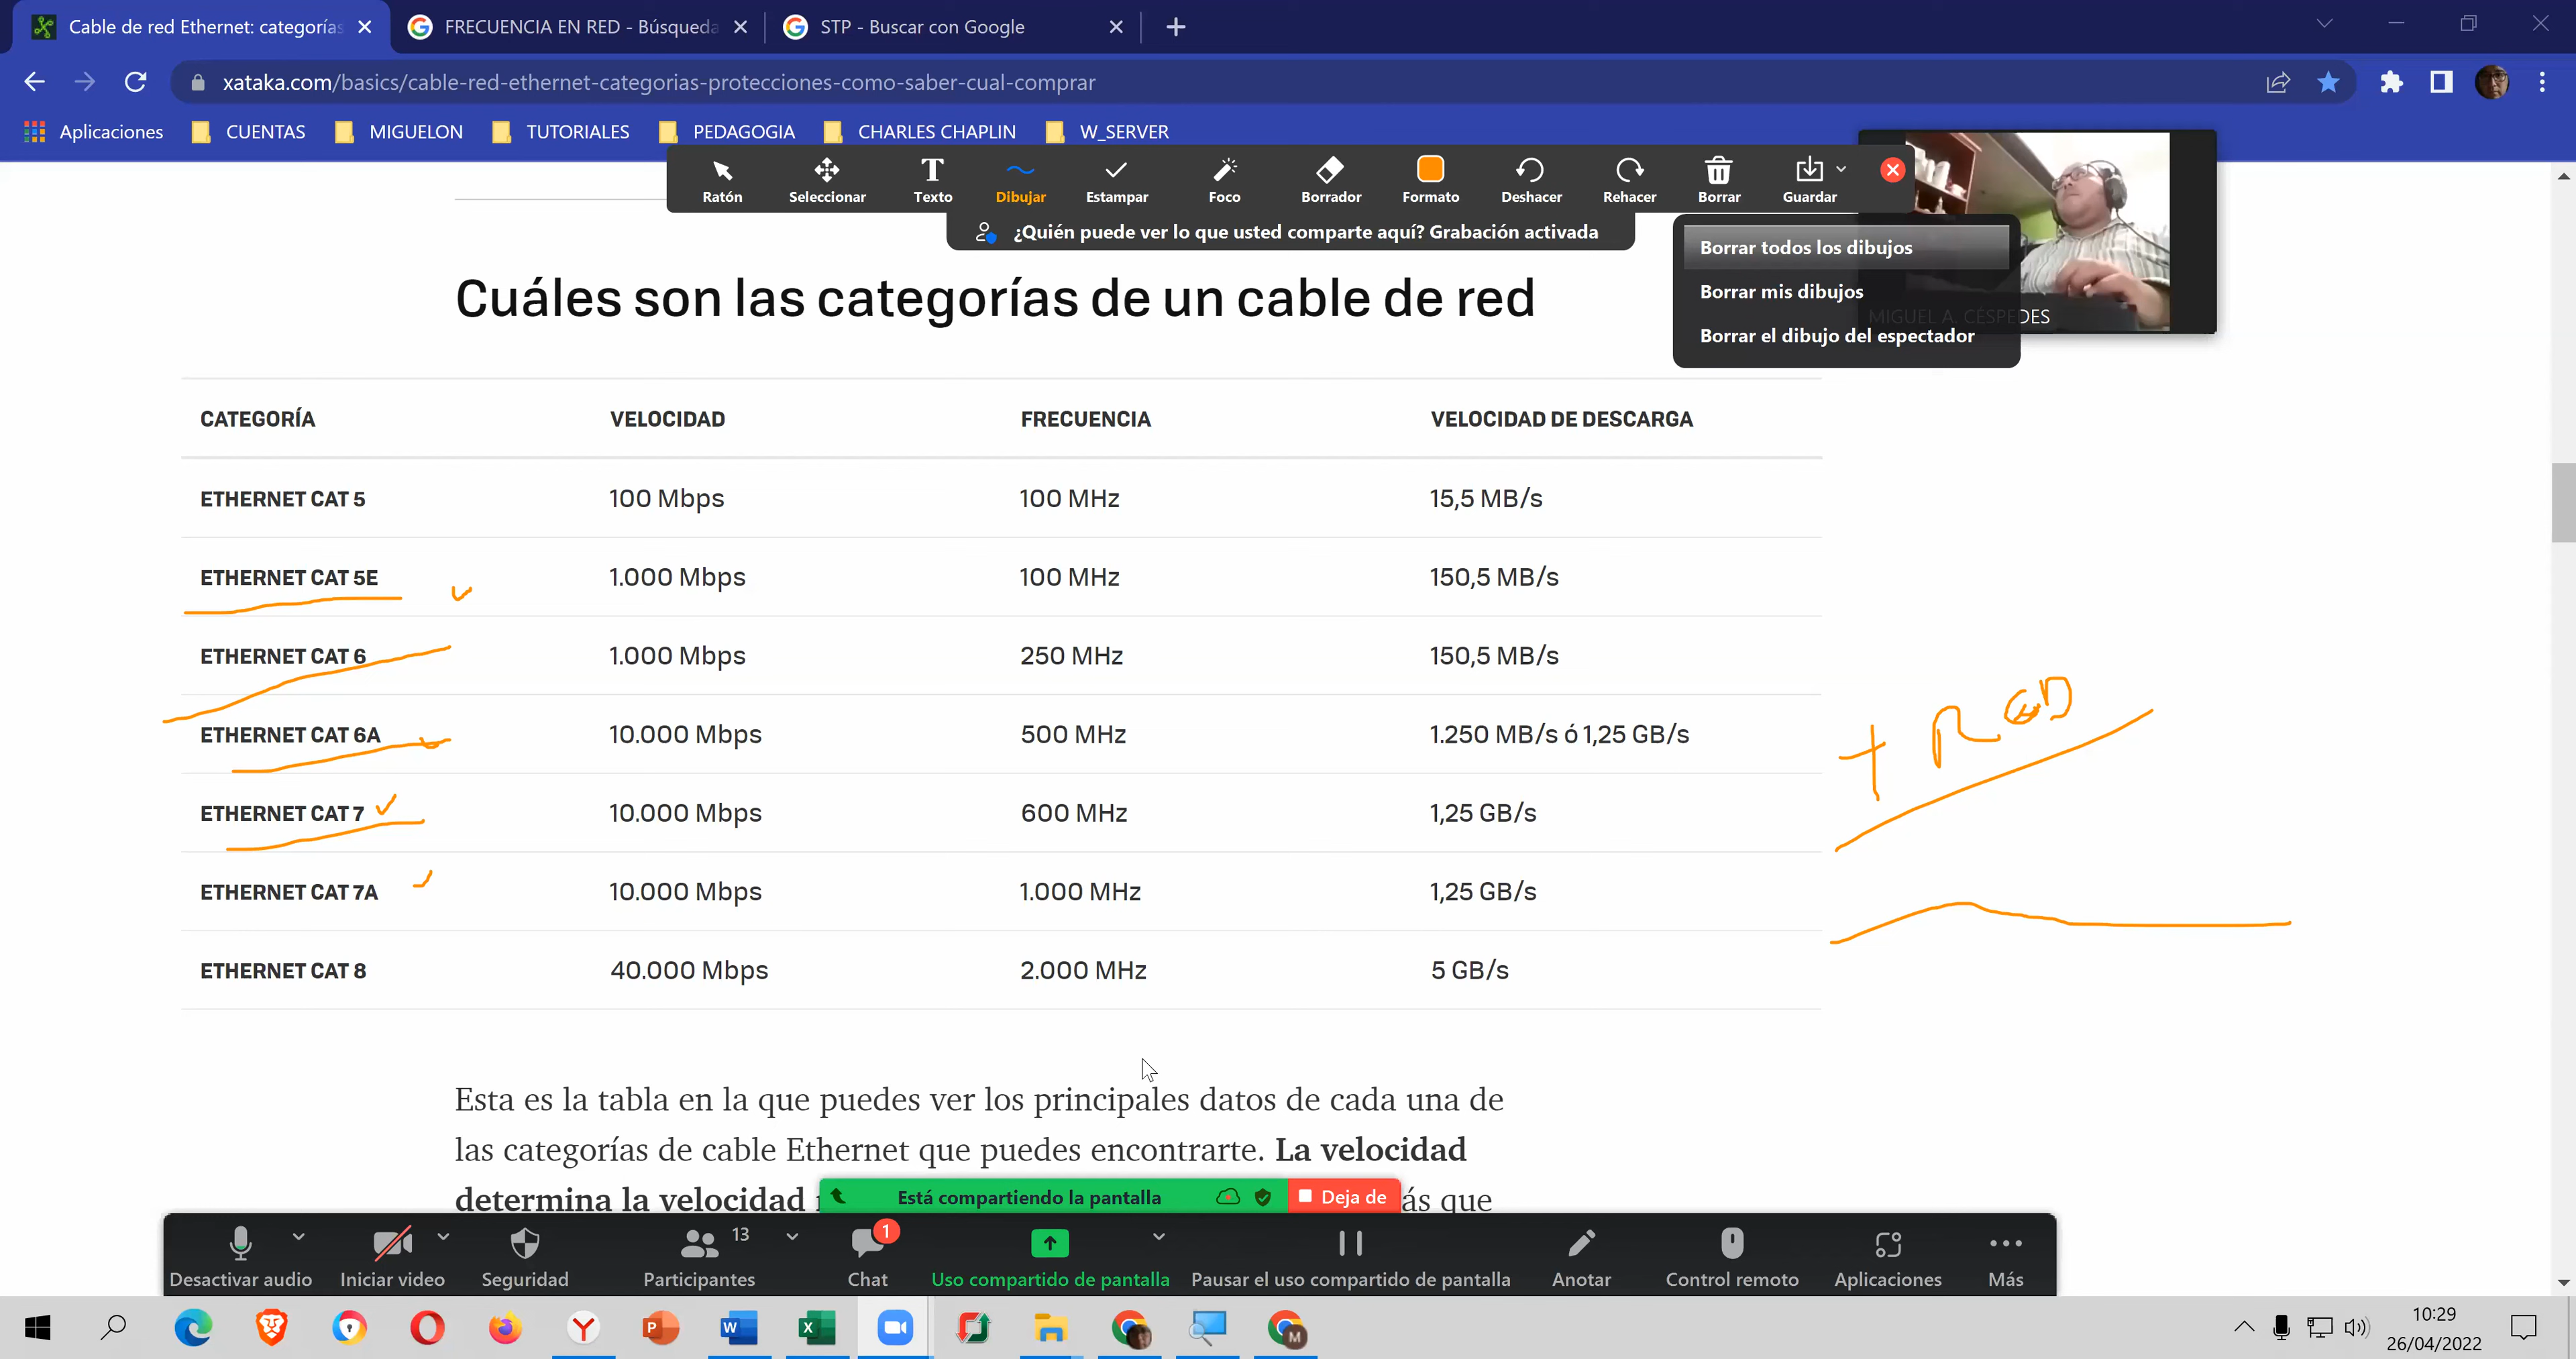 Cable de red Ethernet: categorías
FRECUENCIA EN RED - Búsqueda
STP - Buscar con Google
xataka.com/basics/cable-red-ethernet-categorias-protecciones-como-saber-cual-comprar
Aplicaciones CUENTAS MIGUELON TUTORIALES PEDAGOGIA CHARLES CHAPLIN W_SERVER
Ratón Seleccionar Texto Dibujar Estampar Foco Borrador Formato Deshacer Rehacer Borrar Guardar
¿Quién puede ver lo que usted comparte aquí? Grabación activada
Borrar todos los dibujos
Borrar mis dibujos
MIGUEL A. CÉSPEDES
Borrar el dibujo del espectador
Cuáles son las categorías de un cable de red
CATEGORÍA VELOCIDAD FRECUENCIA VELOCIDAD DE DESCARGA
ETHERNET CAT 5 100 Mbps 100 MHz 15,5 MB/s
ETHERNET CAT 5E 1.000 Mbps 100 MHz 150,5 MB/s
ETHERNET CAT 6 1.000 Mbps 250 MHz 150,5 MB/s
ETHERNET CAT 6A 10.000 Mbps 500 MHz 1.250 MB/s ó 1,25 GB/s
+ RED
ETHERNET CAT 7 10.000 Mbps 600 MHz 1,25 GB/s
ETHERNET CAT 7A 10.000 Mbps 1.000 MHz 1,25 GB/s
ETHERNET CAT 8 40.000 Mbps 2.000 MHz 5 GB/s
Esta es la tabla en la que puedes ver los principales datos de cada una de
las categorías de cable Ethernet que puedes encontrarte. La velocidad
determina la velocidad ás que
Está compartiendo la pantalla Deja de
13 1
Desactivar audio Iniciar video Seguridad Participantes Chat Uso compartido de pantalla Pausar el uso compartido de pantalla Anotar Control remoto Aplicaciones Más
10:29
26/04/2022